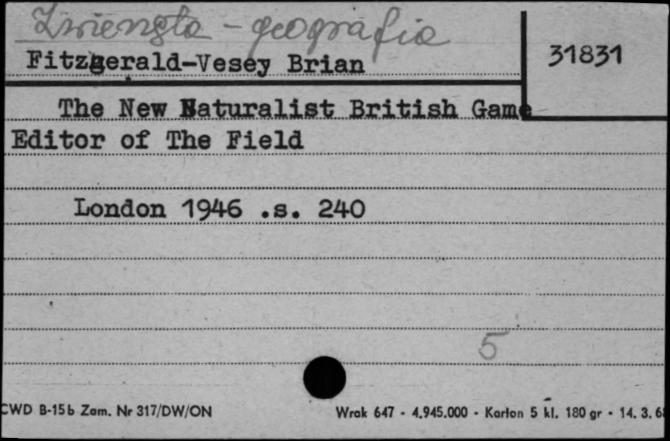 Zwierzęta - geografia
31831
Fitzgerald-Vesey Brian
The New Naturalist British Game
Editor of The Field
London 1946 .s. 240
5
CWD B-15b Zam. Nr 317/DW/ON
Wrak 647 - 4.945.000 - Karton 5 kl. 180 gr - 14. 3. 6